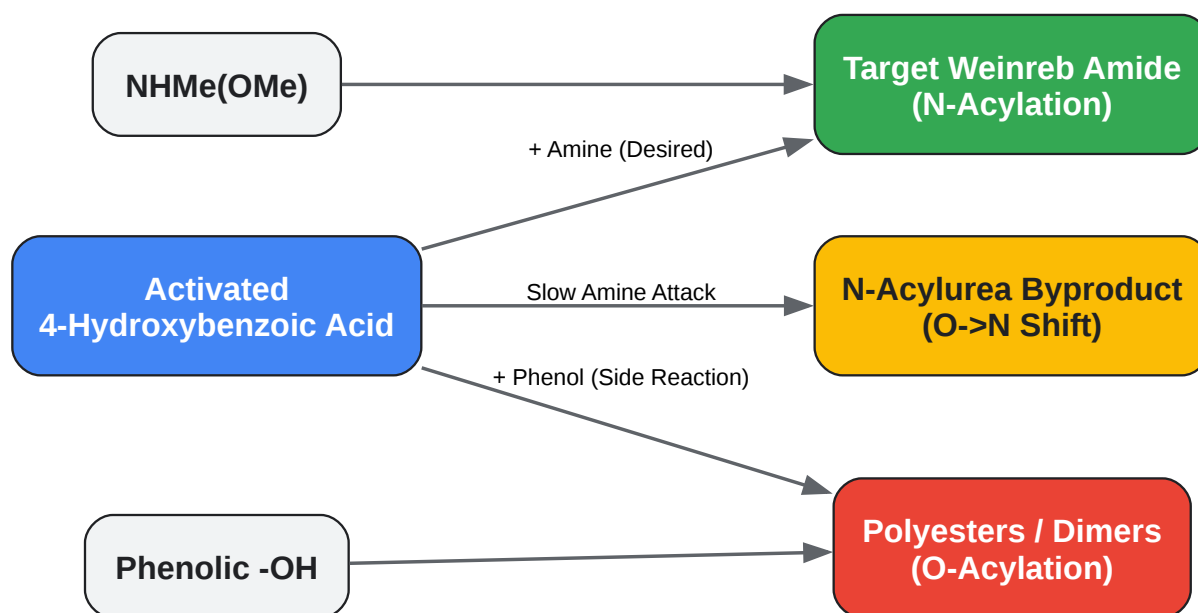 NHMe(OMe)
Target Weinreb Amide
(N-Acylation)
+ Amine (Desired)
Activated
4-Hydroxybenzoic Acid
Slow Amine Attack
N-Acylurea Byproduct
(O->N Shift)
+ Phenol (Side Reaction)
Phenolic -OH
Polyesters / Dimers
(O-Acylation)